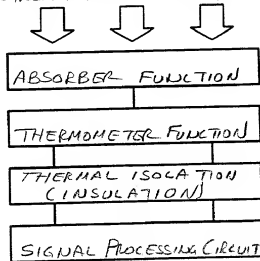 ABSORBER FUNCTION
THERMOMETER FUNCTION
THERMAL ISOLATION
(INSULATION)
SIGNAL PROCESSING CIRCUIT